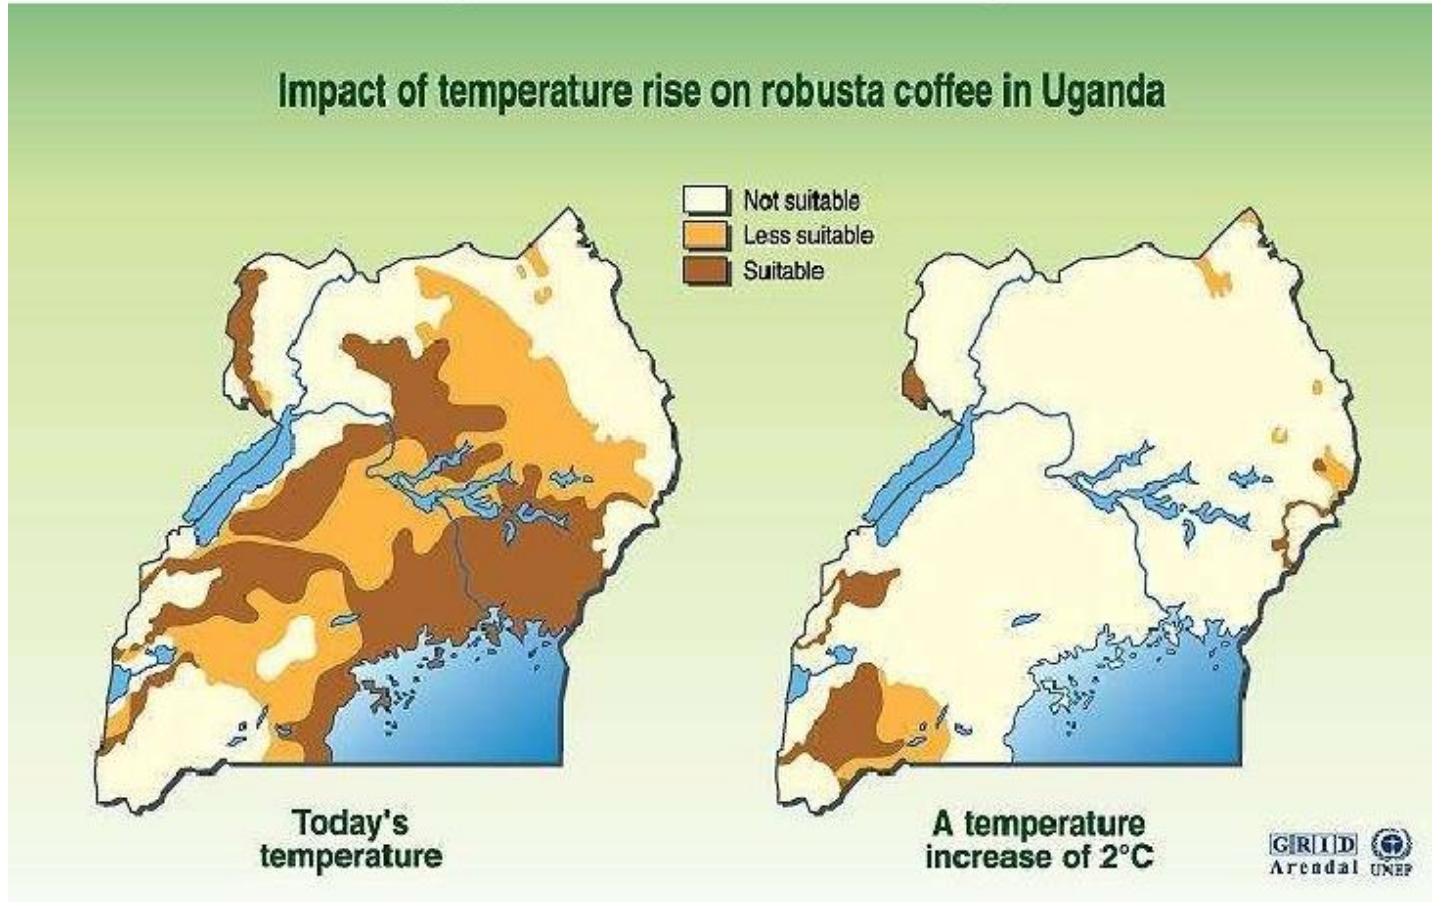 Impact of temperature rise on robusta coffee in Uganda
Not suitable
Less suitable
Suitable
Today's
temperature
A temperature
increase of 2°C
GRID
Arendal
UNEP